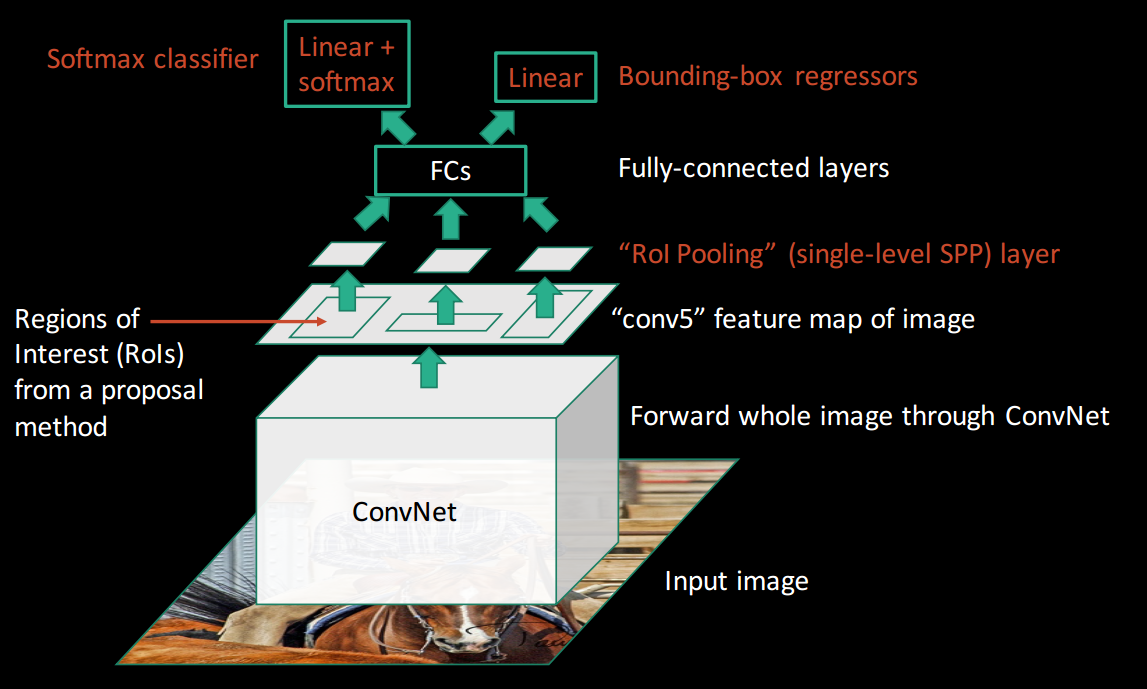 Softmax classifier
Linear +
softmax
Linear
Bounding-box regressors
FCs
Fully-connected layers
“RoI Pooling” (single-level SPP) layer
Regions of
Interest (RoIs)
from a proposal
method
“conv5” feature map of image
Forward whole image through ConvNet
ConvNet
Input image